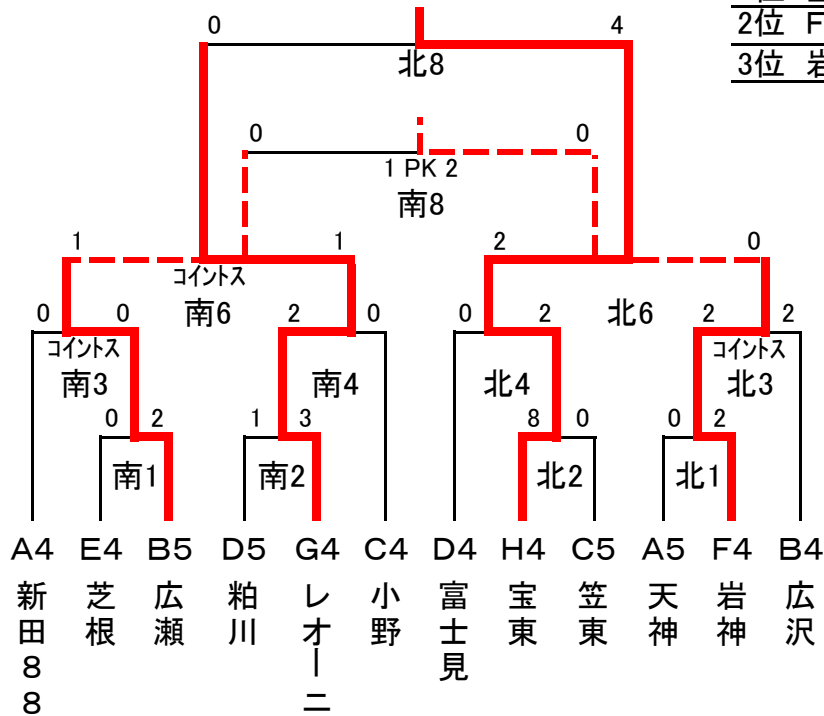 0 4
北8
2位 F
3位 岩
0 0
1 PK 2
南8
1 1 2 0
コイントス
南6 北6
0 0 2 0 0 2 2 2
コイントス コイントス
南3 南4 北4 北3
0 2 1 3 8 0 0 2
南1 南2 北2 北1
A4 E4 B5 D5 G4 C4 D4 H4 C5 A5 F4 B4
新田88 芝根 広瀬 粕川 レオーニ 小野 富士見 宝東 笠東 天神 岩神 広沢